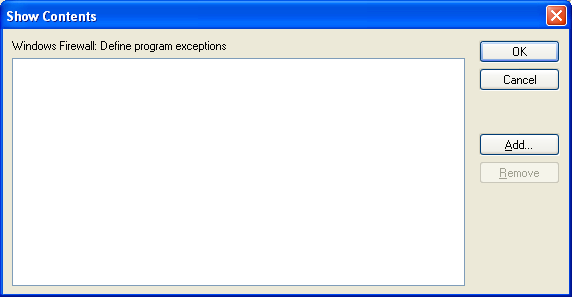 Show Contents
Windows Firewall: Define program exceptions
OK
Cancel
Add...
Remove